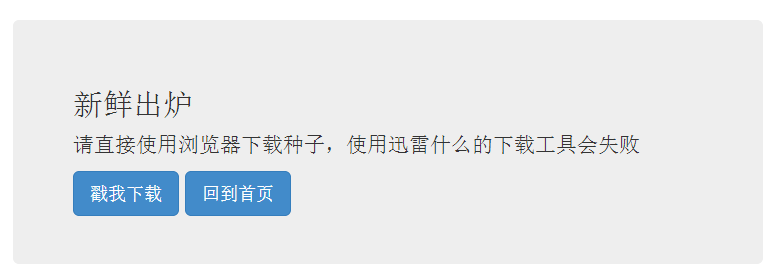 新鲜出炉
请直接使用浏览器下载种子，使用迅雷什么的下载工具会失败
戳我下载 回到首页